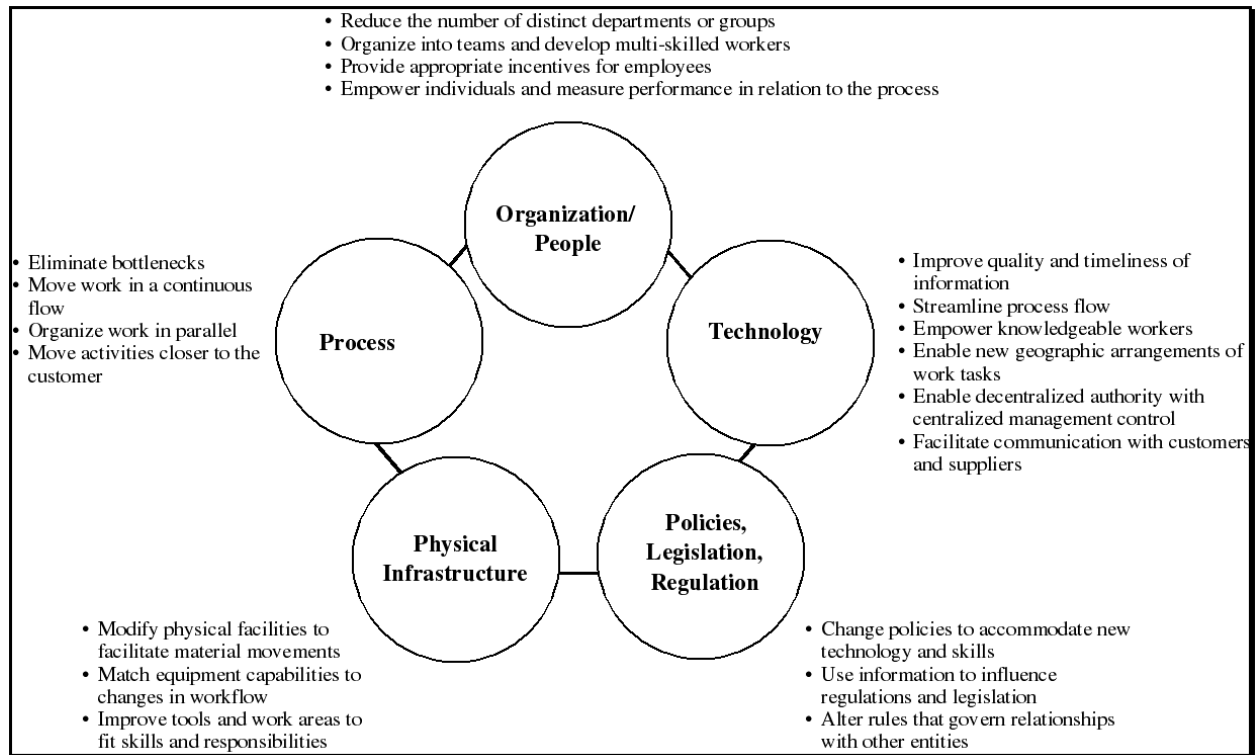 • Reduce the number of distinct departments or groups
• Organize into teams and develop multi-skilled workers
• Provide appropriate incentives for employees
• Empower individuals and measure performance in relation to the process
Organization/
People
• Eliminate bottlenecks
• Move work in a continuous
flow
• Organize work in parallel
• Move activities closer to the
customer
Process
Technology
• Improve quality and timeliness of
information
• Streamline process flow
• Empower knowledgeable workers
• Enable new geographic arrangements of
work tasks
• Enable decentralized authority with
centralized management control
• Facilitate communication with customers
and suppliers
Physical
Infrastructure
Policies,
Legislation,
Regulation
• Modify physical facilities to
facilitate material movements
• Match equipment capabilities to
changes in workflow
• Improve tools and work areas to
fit skills and responsibilities
• Change policies to accommodate new
technology and skills
• Use information to influence
regulations and legislation
• Alter rules that govern relationships
with other entities